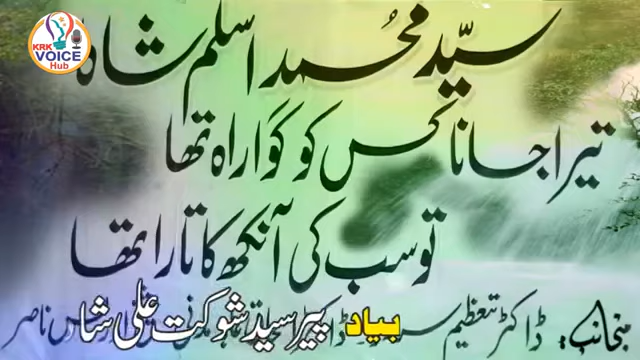 KRK
VOICE
Hub
سیّد محمد اسلم شاہ
تیرا جانا کس کو گوارہ تھا
تو سب کی آنکھ کا تارا تھا
منجانب: ڈاکٹر تعظیم
ناصر
بیاد پیر سید شوکت علی شاہ